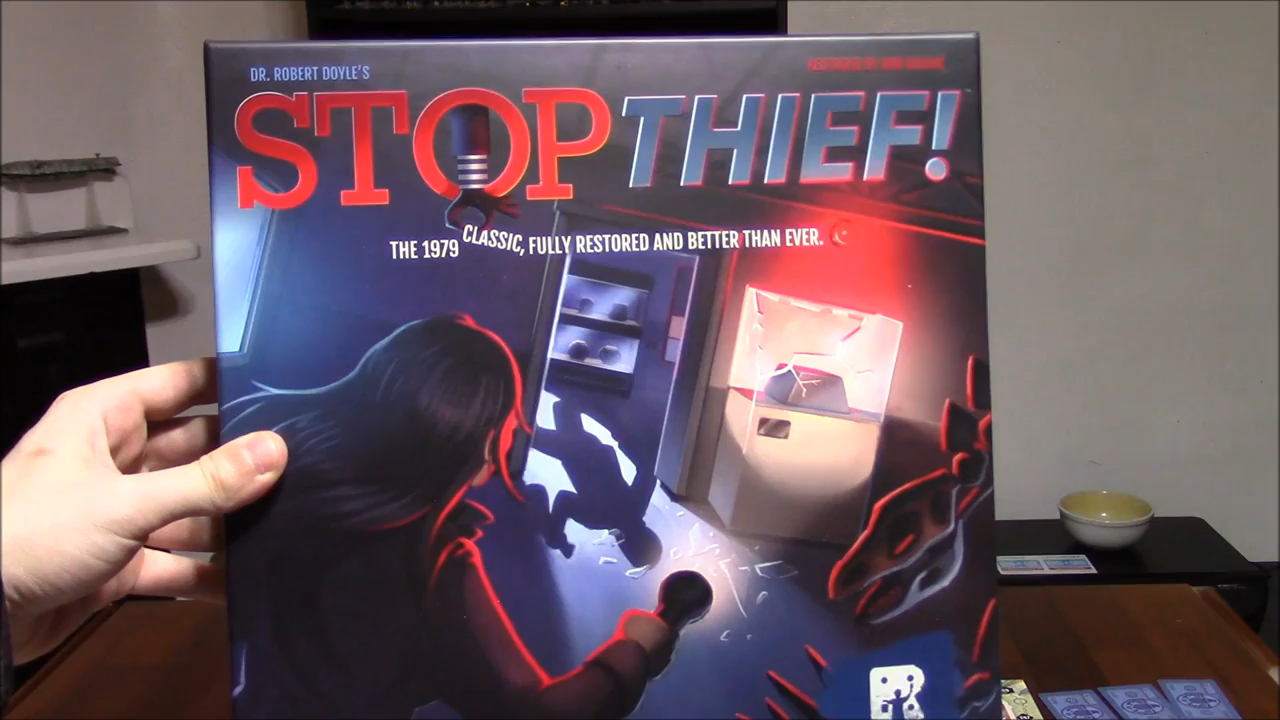 DR. ROBERT DOYLE'S
STOP THIEF!
THE 1979 CLASSIC, FULLY RESTORED AND BETTER THAN EVER.